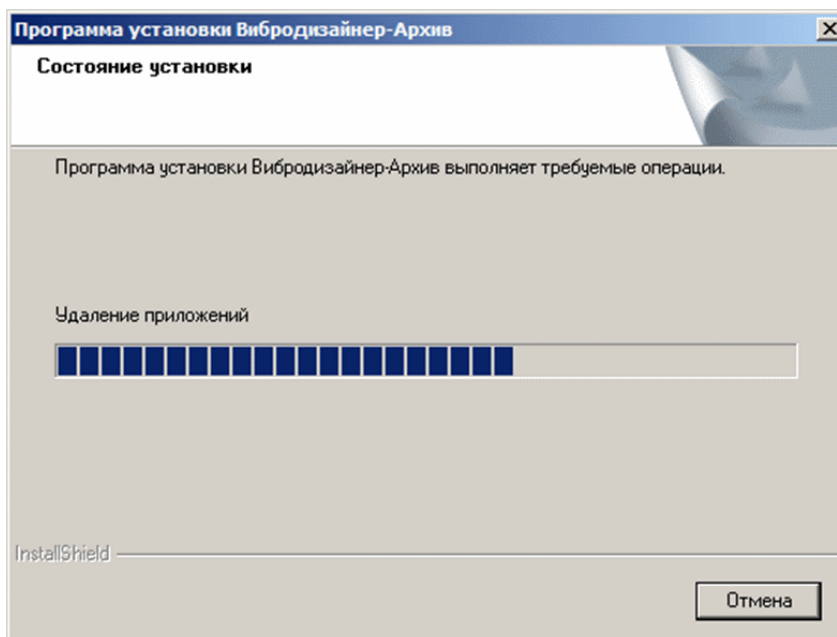 Программа установки Вибродизайнер-Архив
Состояние установки
Программа установки Вибродизайнер-Архив выполняет требуемые операции.
Удаление приложений
InstallShield
Отмена